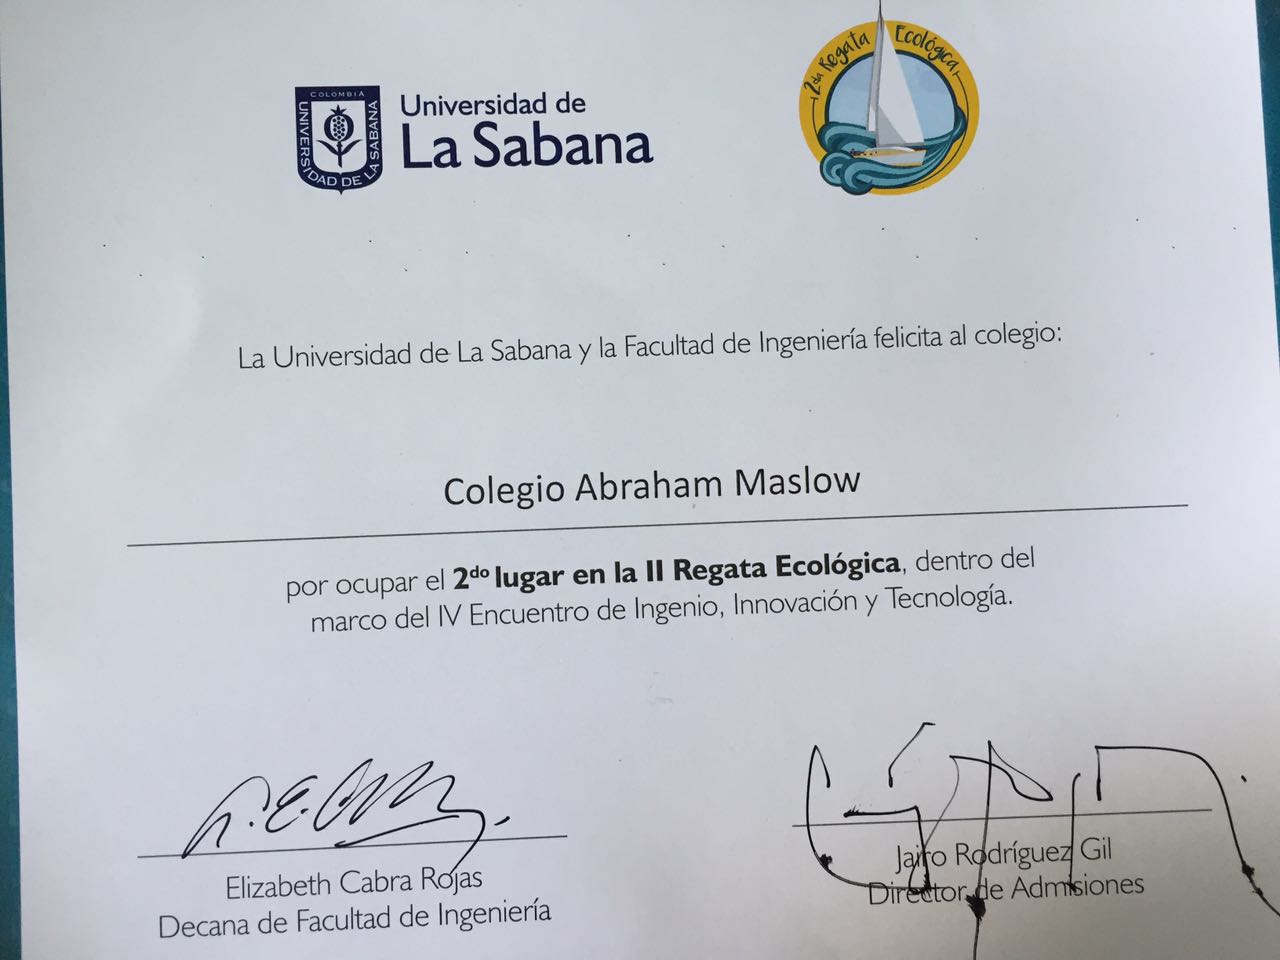 COLOMBIA
UNIVERSIDAD DE LA SABANA
Universidad de
La Sabana
2da Regata Ecológica
La Universidad de La Sabana y la Facultad de Ingeniería felicita al colegio:
Colegio Abraham Maslow
por ocupar el 2do lugar en la II Regata Ecológica, dentro del
marco del IV Encuentro de Ingenio, Innovación y Tecnología.
Elizabeth Cabra Rojas
Decana de Facultad de Ingeniería
Jairo Rodríguez Gil
Director de Admisiones